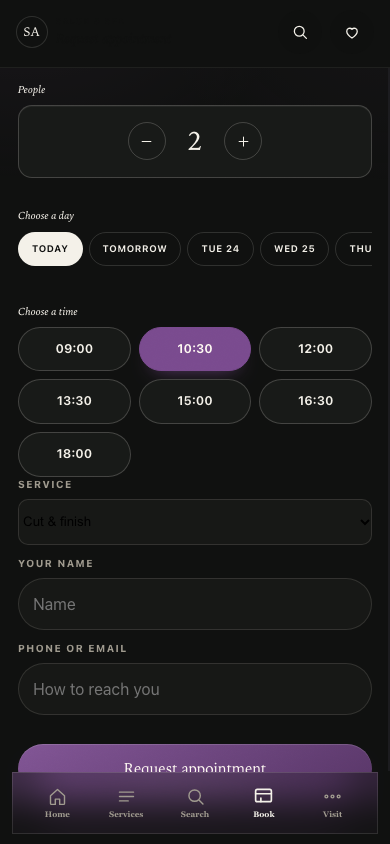 SA
People
− 2 +
Choose a day
TODAY TOMORROW TUE 24 WED 25 THU
Choose a time
09:00 10:30 12:00
13:30 15:00 16:30
18:00
SERVICE
Cut & finish
YOUR NAME
Name
PHONE OR EMAIL
How to reach you
Request appointment
Home Services Search Book Visit